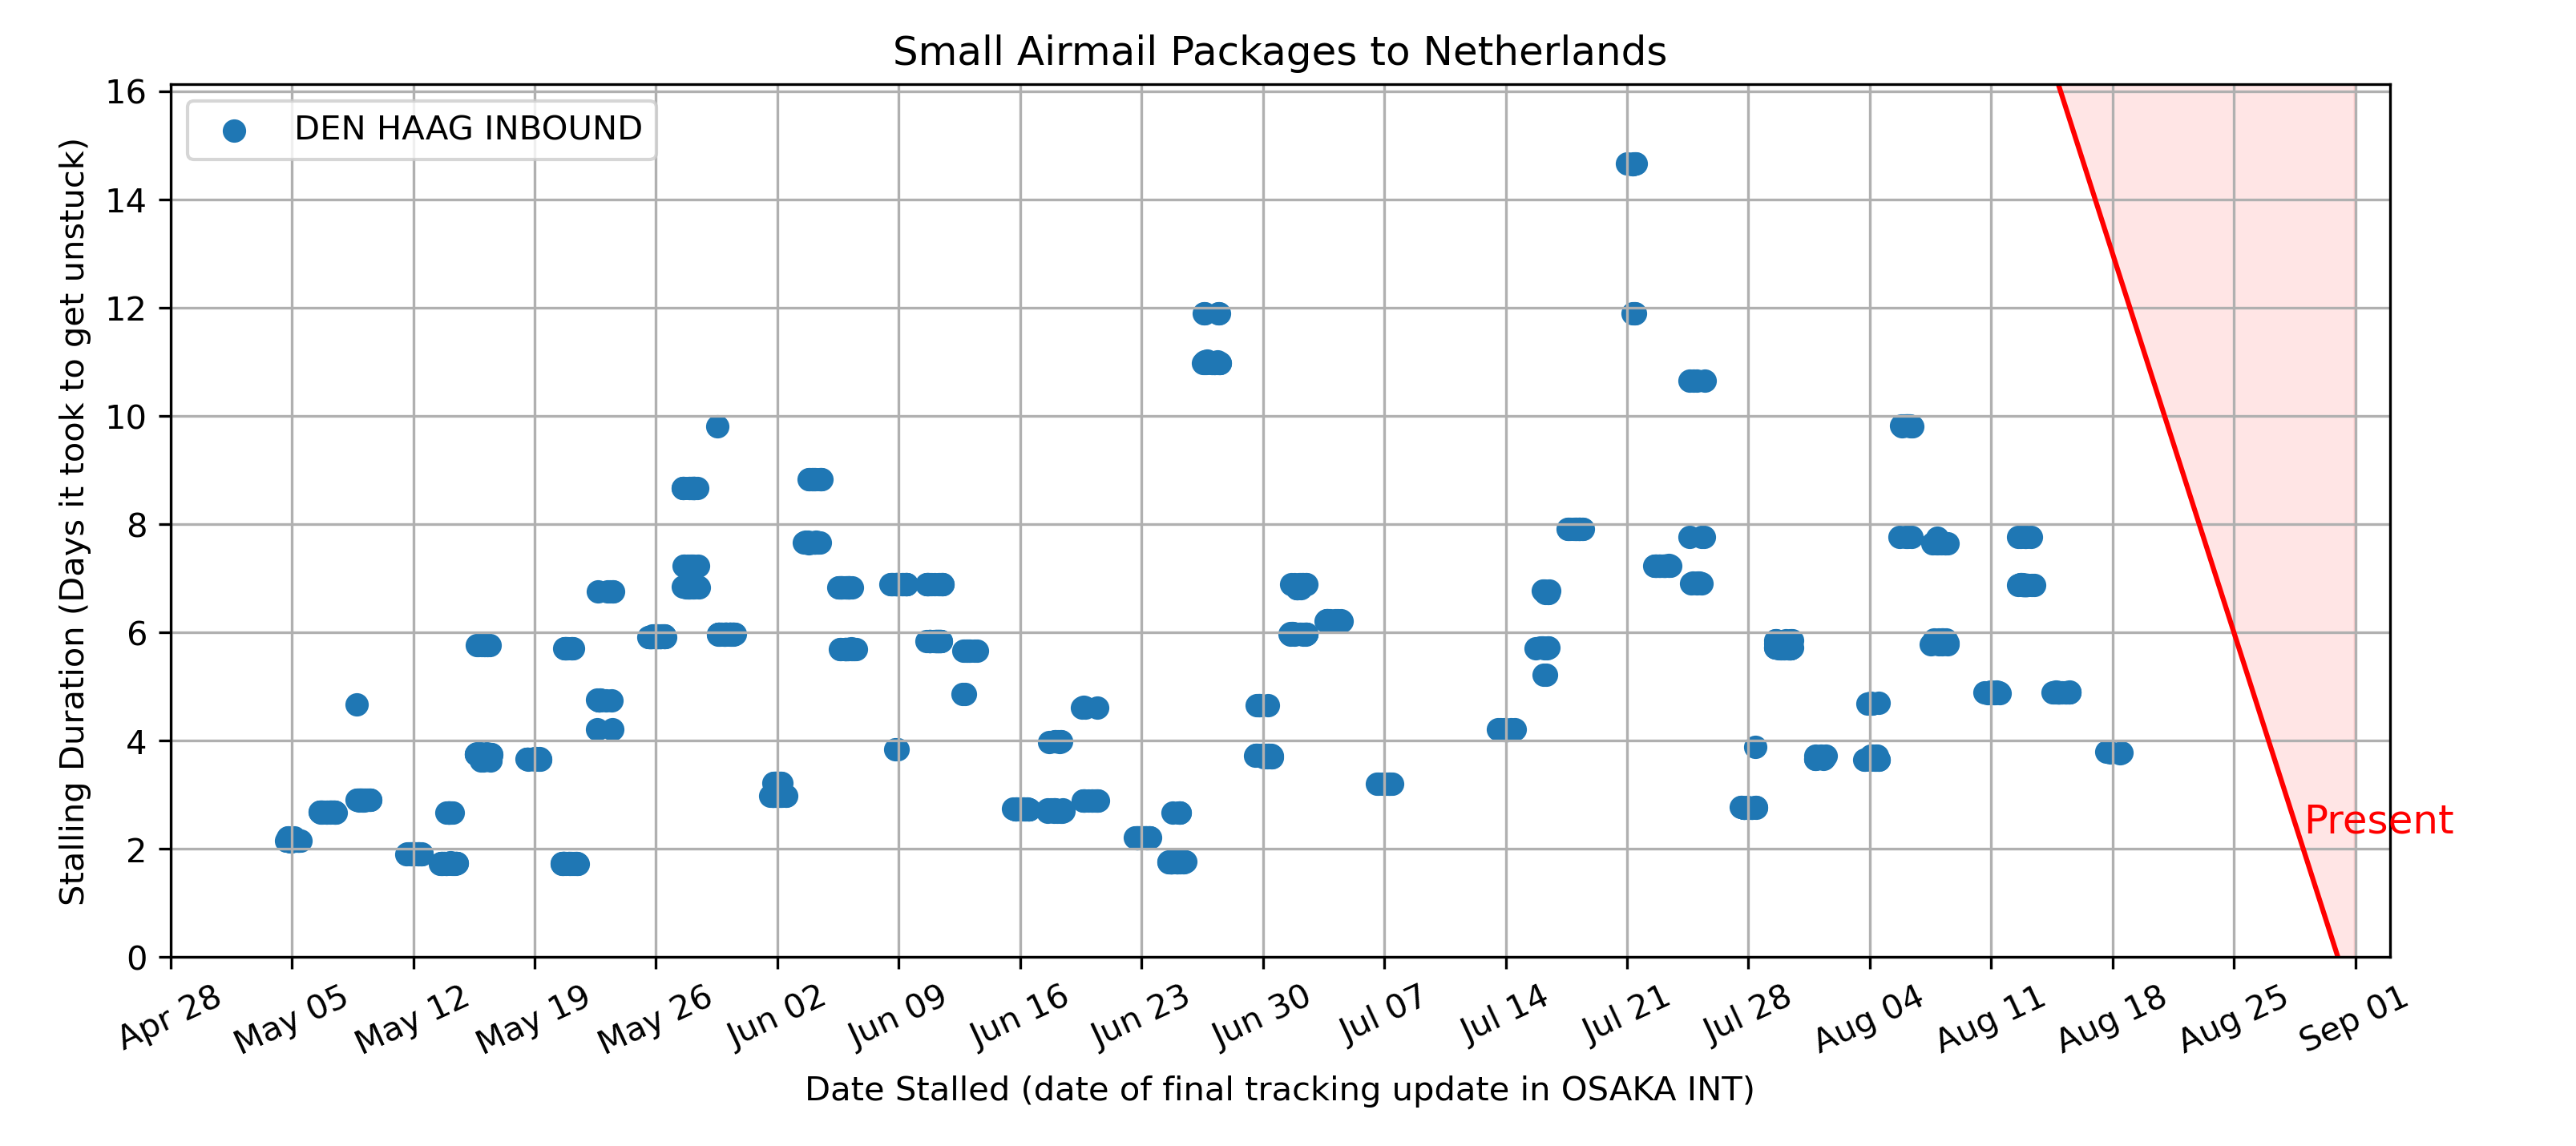 Small Airmail Packages to Netherlands
DEN HAAG INBOUND
Stalling Duration (Days it took to get unstuck)
16
14
12
10
8
6
4
2
0
Present
Apr 28
May 05
May 12
May 19
May 26
Jun 02
Jun 09
Jun 16
Jun 23
Jun 30
Jul 07
Jul 14
Jul 21
Jul 28
Aug 04
Aug 11
Aug 18
Aug 25
Sep 01
Date Stalled (date of final tracking update in OSAKA INT)